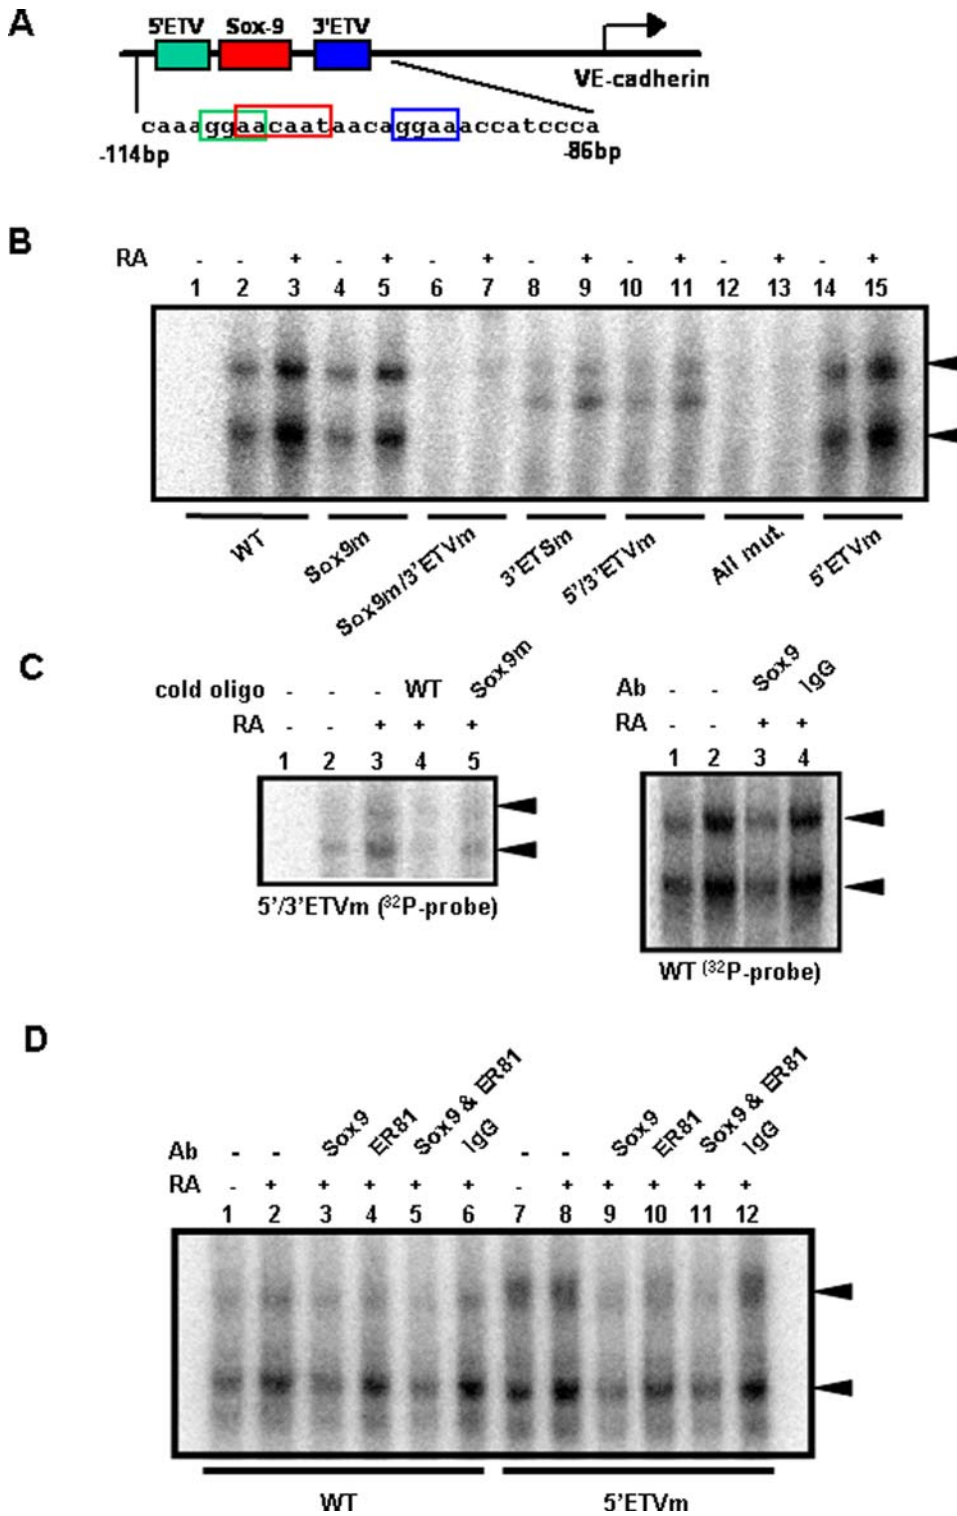 A
5'ETV Sox-9 3'ETV
VE-cadherin
caaaggaacaataacaggaaaccatccca
-114bp -86bp
B
RA - - + - + - + - + - + - + - +
1 2 3 4 5 6 7 8 9 10 11 12 13 14 15
WT Sox9m Sox9m/3'ETVm 3'ETSm 5'/3'ETVm All mut. 5'ETVm
C
cold oligo - - - WT Sox9m
RA - - + + +
1 2 3 4 5
5'/3'ETVm (32P-probe)
Ab - - Sox9 IgG
RA - - + +
1 2 3 4
WT (32P-probe)
D
Ab - - Sox9 ER81 Sox9 & ER81 IgG - - Sox9 ER81 Sox9 & ER81 IgG
RA - + + + + + - + + + + +
1 2 3 4 5 6 7 8 9 10 11 12
WT 5'ETVm